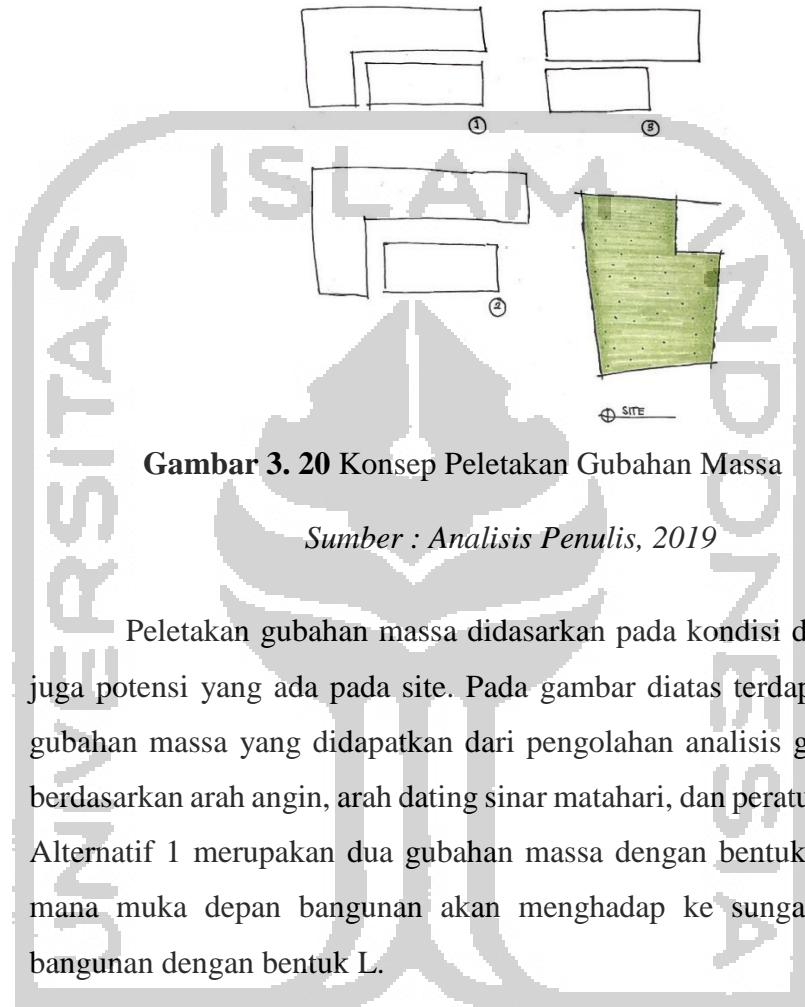 1
3
2
SITE
Gambar 3. 20 Konsep Peletakan Gubahan Massa
Sumber : Analisis Penulis, 2019
Peletakan gubahan massa didasarkan pada kondisi
juga potensi yang ada pada site. Pada gambar diatas
gubahan massa yang didapatkan dari pengolahan analisis
berdasarkan arah angin, arah dating sinar matahari, dan
Alternatif 1 merupakan dua gubahan massa dengan bentuk
mana muka depan bangunan akan menghadap ke
bangunan dengan bentuk L.
UNIVERSITAS
ISLAM
INDONESIA